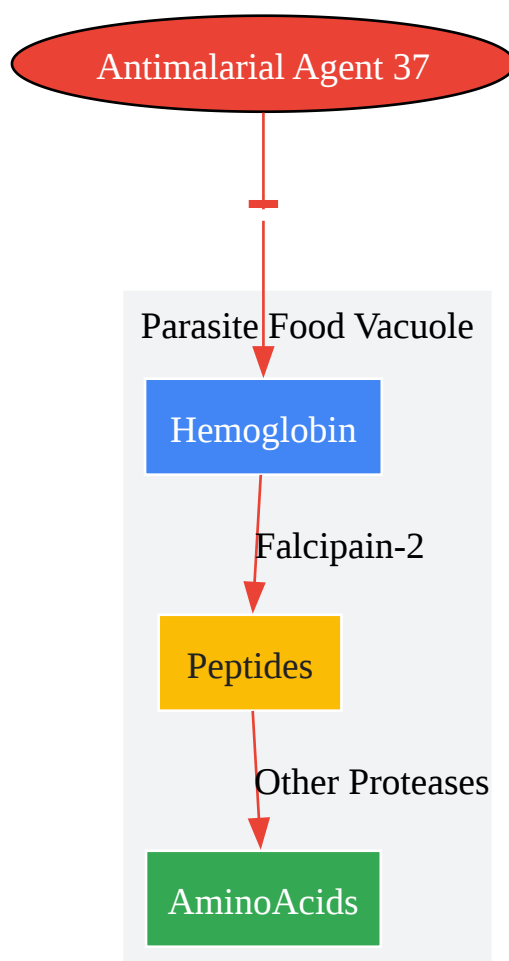 Antimalarial Agent 37
Parasite Food Vacuole
Hemoglobin
Falcipain-2
Peptides
Other Proteases
AminoAcids